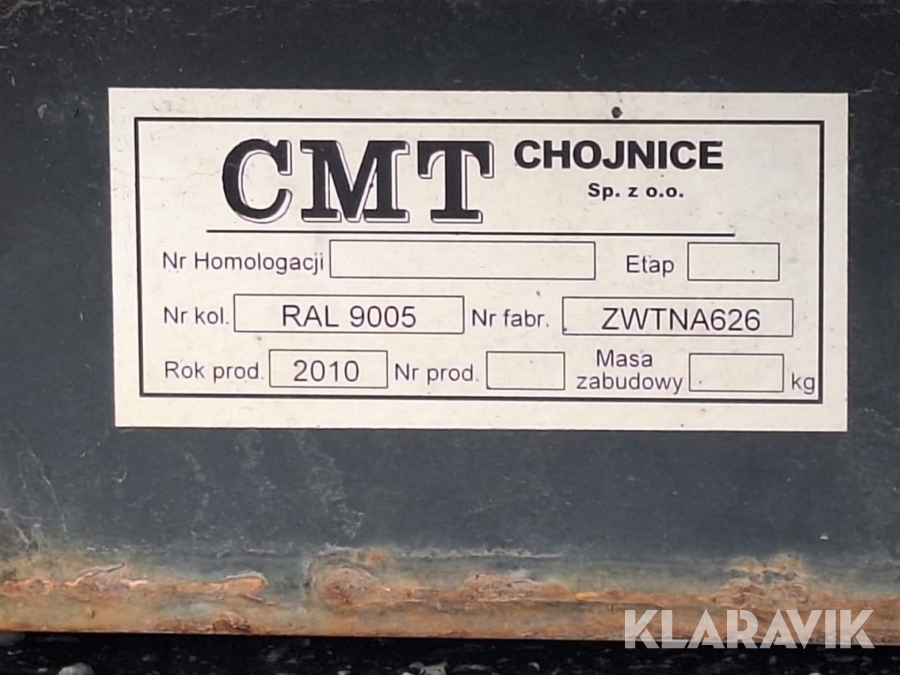 CMT CHOJNICE
Sp. z o.o.
Nr Homologacji Etap
Nr kol. RAL 9005 Nr fabr. ZWTNA626
Rok prod. 2010 Nr prod. Masa zabudowy kg
KLARAVIK